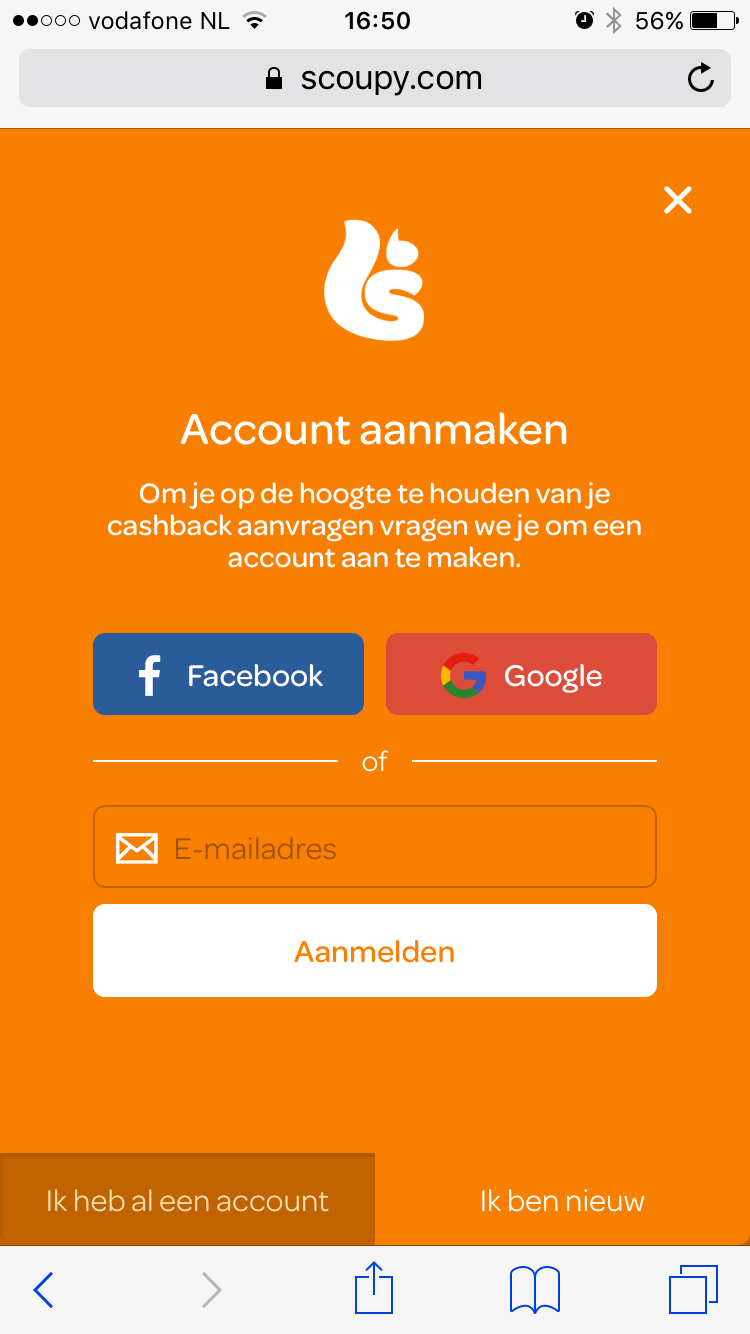 vodafone NL 16:50 56%
scoupy.com
Account aanmaken
Om je op de hoogte te houden van je
cashback aanvragen vragen we je om een
account aan te maken.
Facebook Google
of
E-mailadres
Aanmelden
Ik heb al een account Ik ben nieuw